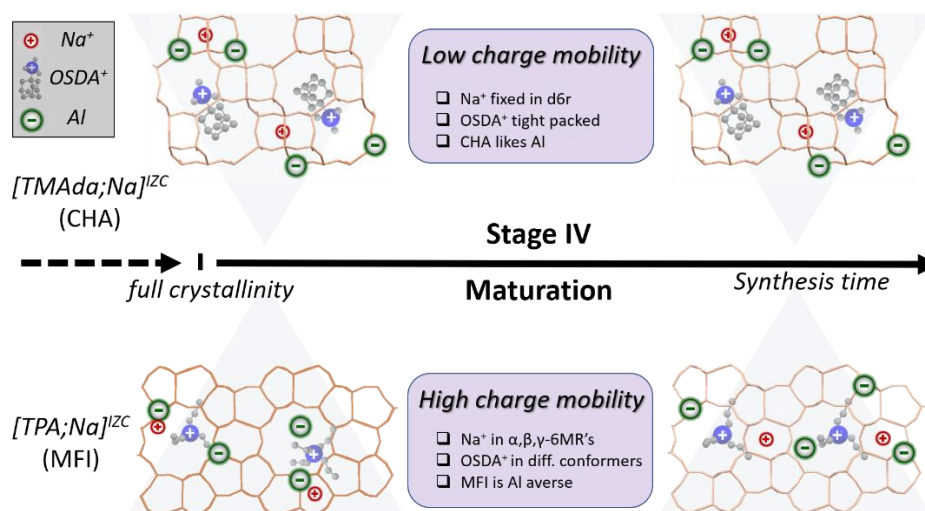 Na⁺
OSDA⁺
Al
Low charge mobility
❑ Na⁺ fixed in d6r
❑ OSDA⁺ tight packed
❑ CHA likes Al
[TMAda;Na]ᴵᶻᶜ
(CHA)
Stage IV
full crystallinity
Maturation
Synthesis time
[TPA;Na]ᴵᶻᶜ
(MFI)
High charge mobility
❑ Na⁺ in α,β,γ-6MR's
❑ OSDA⁺ in diff. conformers
❑ MFI is Al averse